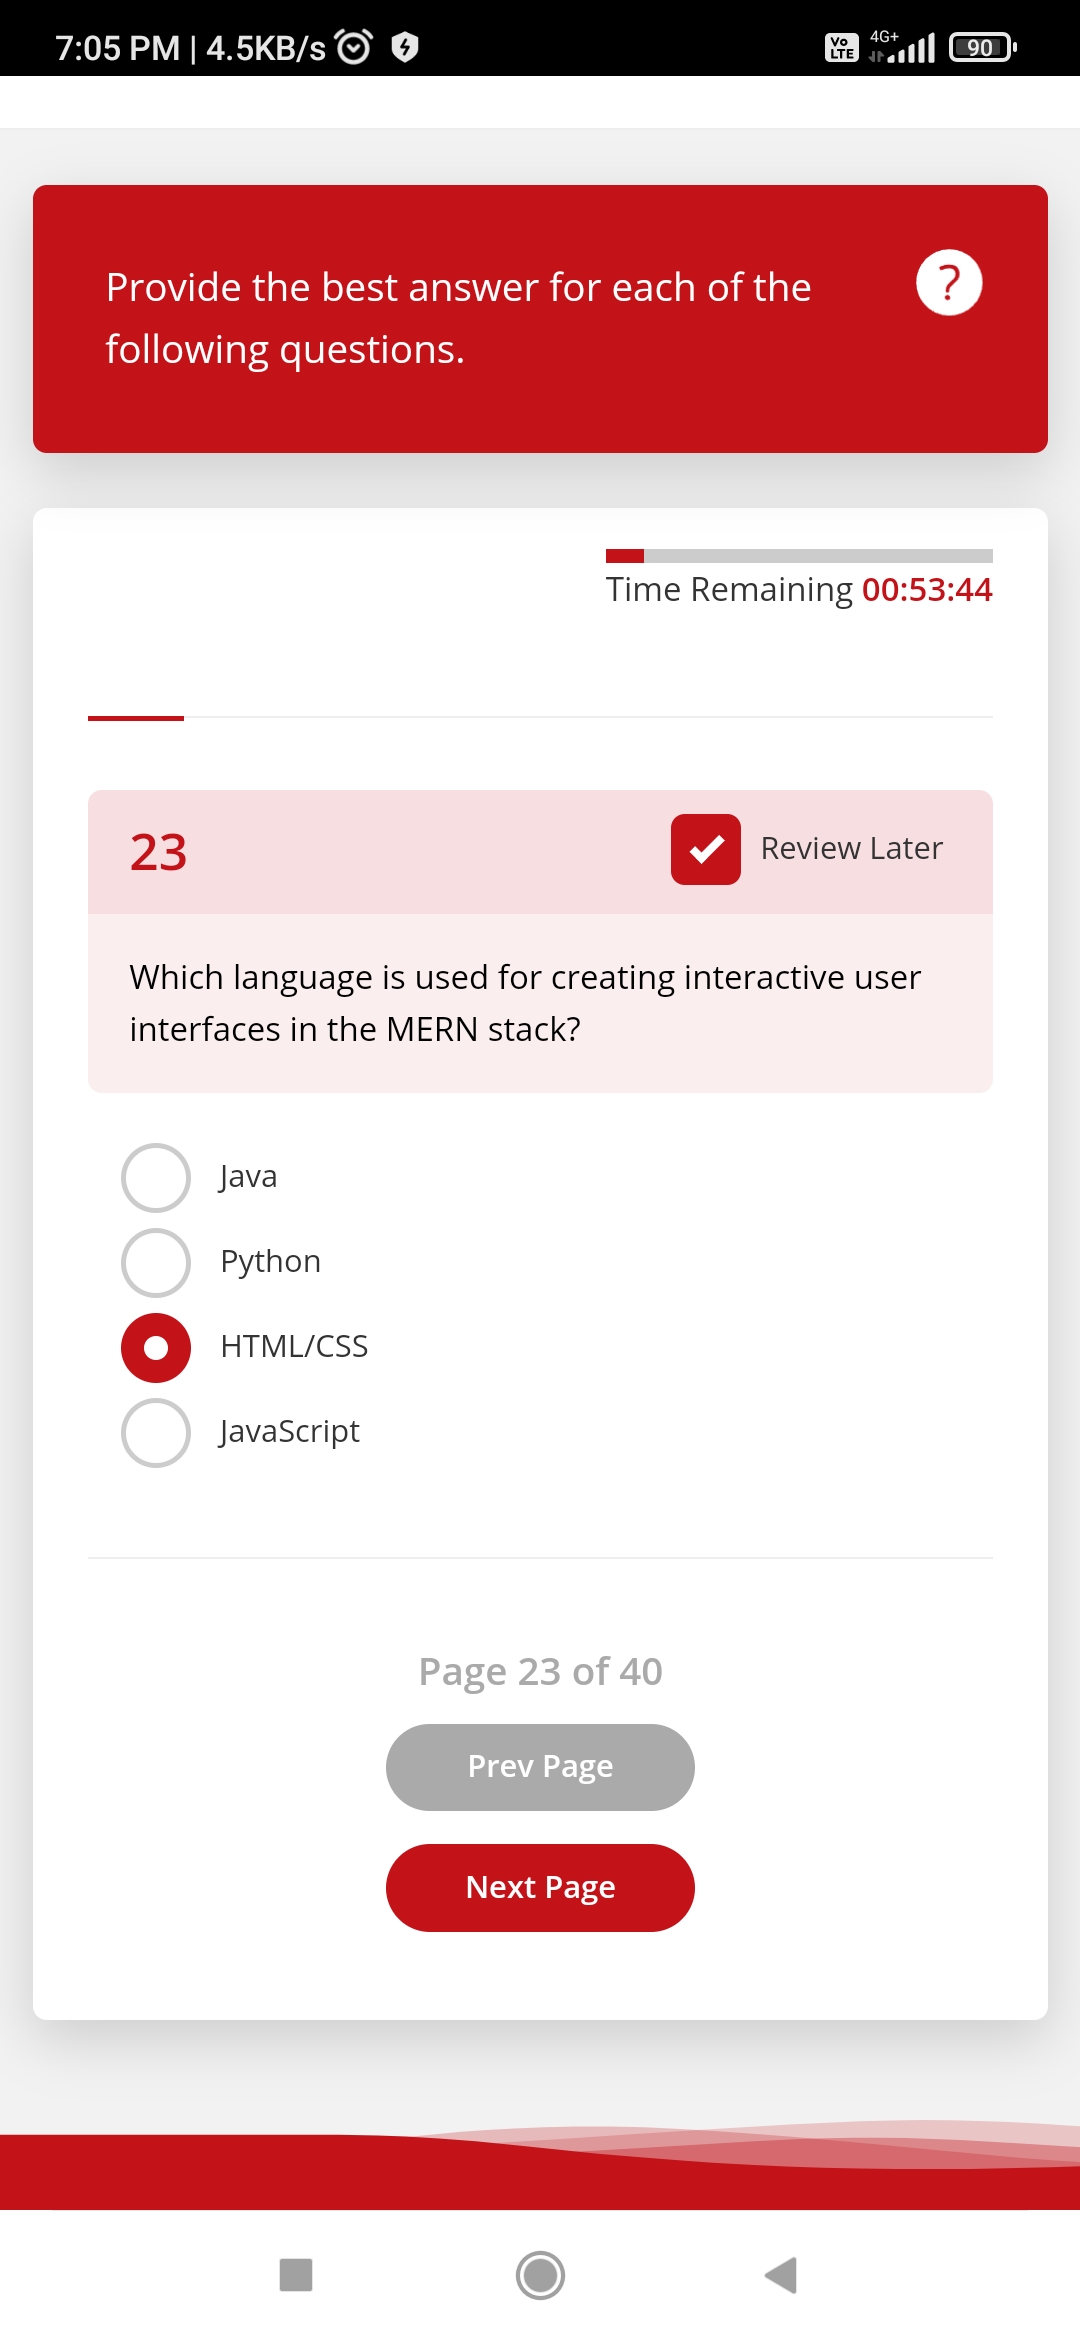 7:05 PM | 4.5KB/s
Vo LTE 4G+ 90
Provide the best answer for each of the
following questions.
?
Time Remaining 00:53:44
23
Review Later
Which language is used for creating interactive user
interfaces in the MERN stack?
Java
Python
HTML/CSS
JavaScript
Page 23 of 40
Prev Page
Next Page